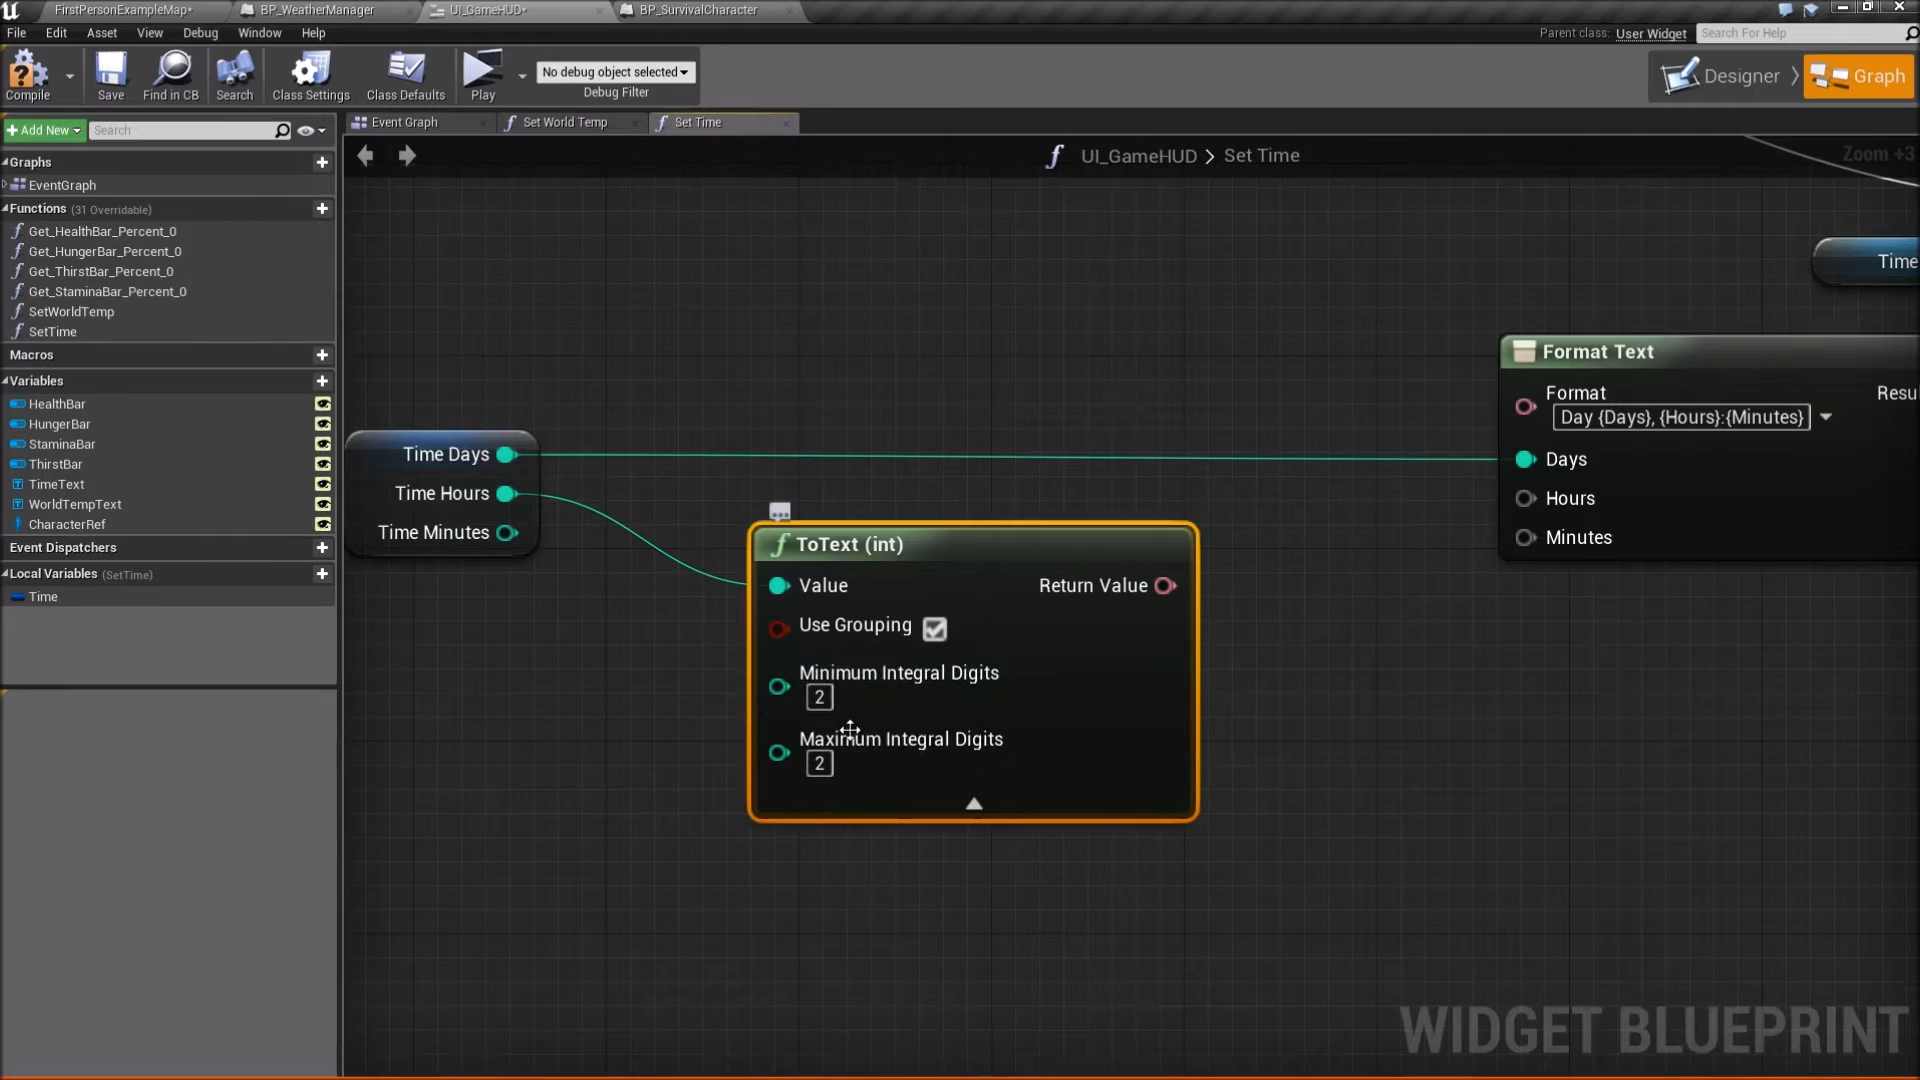 FirstPersonExampleMap*
BP_WeatherManager
UI_GameHUD*
BP_SurvivalCharacter
File
Edit
Asset
View
Debug
Window
Help
Parent class: User Widget
Search For Help
Compile
Save
Find in CB
Search
Class Settings
Class Defaults
Play
No debug object selected
Debug Filter
Designer
Graph
Add New
Search
Event Graph
Set World Temp
Set Time
UI_GameHUD > Set Time
Zoom +3
Graphs
EventGraph
Functions (31 Overridable)
Get_HealthBar_Percent_0
Get_HungerBar_Percent_0
Get_ThirstBar_Percent_0
Get_StaminaBar_Percent_0
SetWorldTemp
SetTime
Macros
Variables
HealthBar
HungerBar
StaminaBar
ThirstBar
TimeText
WorldTempText
CharacterRef
Event Dispatchers
Local Variables (SetTime)
Time
Time Days
Time Hours
Time Minutes
ToText (int)
Value
Return Value
Use Grouping
Minimum Integral Digits
2
Maximum Integral Digits
2
Time
Format Text
Format
Resul
Day {Days}, {Hours}:{Minutes}
Days
Hours
Minutes
WIDGET BLUEPRINT